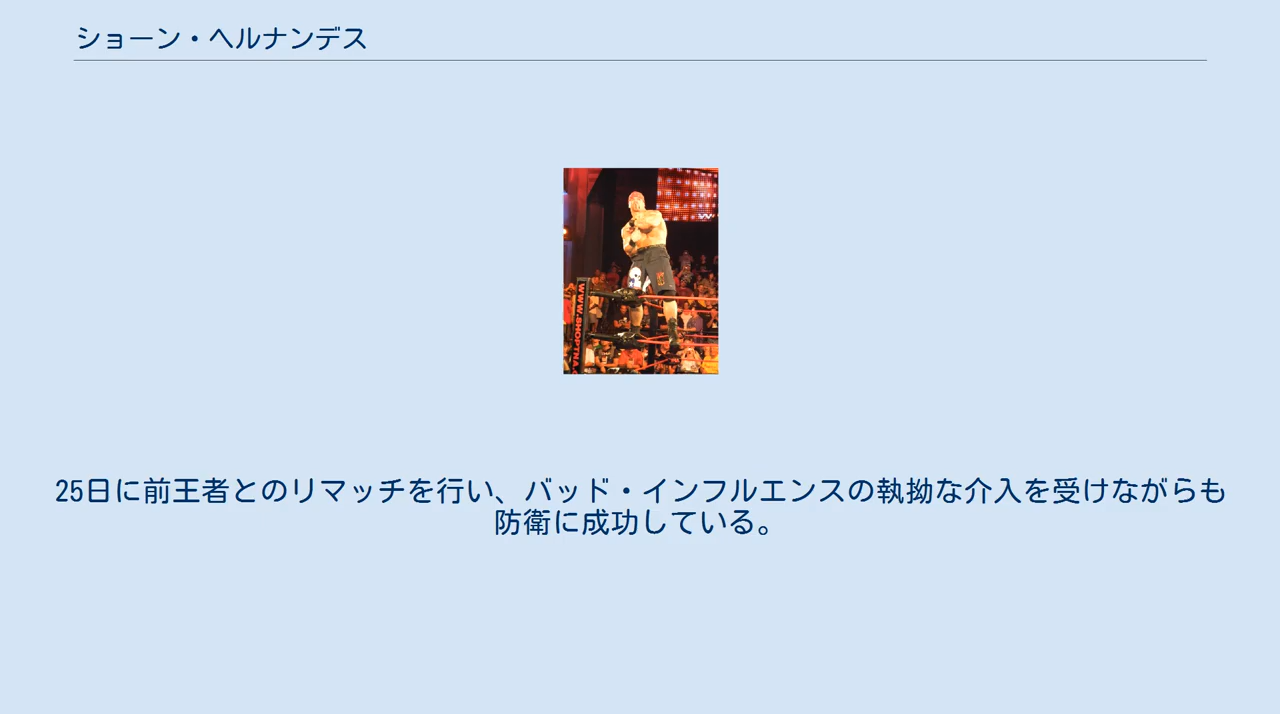 ショーン・ヘルナンデス
WWW.SHOPTNA.
25日に前王者とのリマッチを行い、バッド・インフルエンスの執拗な介入を受けながらも
防衛に成功している。